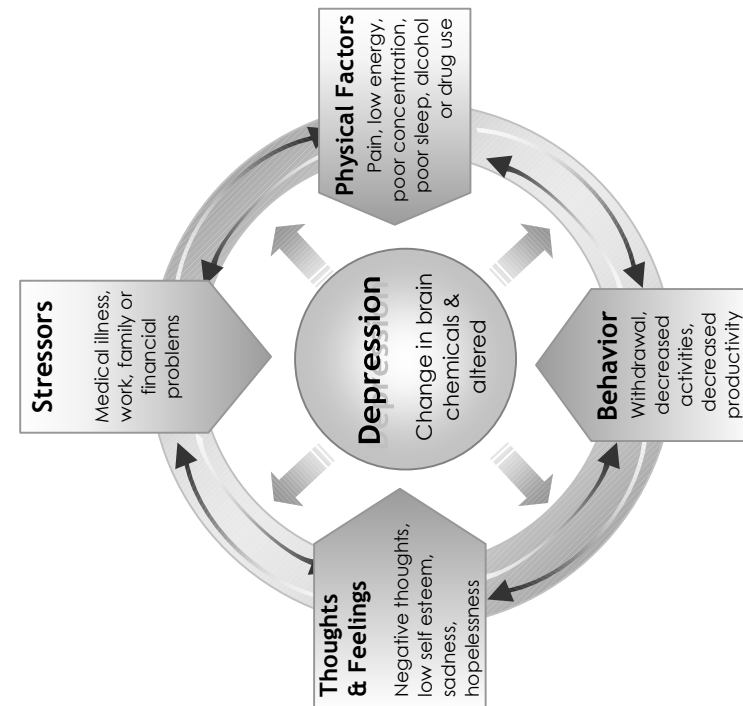 Physical Factors
Pain, low energy,
poor concentration,
poor sleep, alcohol
or drug use
Stressors
Medical illness,
work, family or
financial
problems
Depression
Change in brain
chemicals &
altered
Behavior
Withdrawal,
decreased
activities,
decreased
productivity
Thoughts
& Feelings
Negative thoughts,
low self esteem,
sadness,
hopelessness